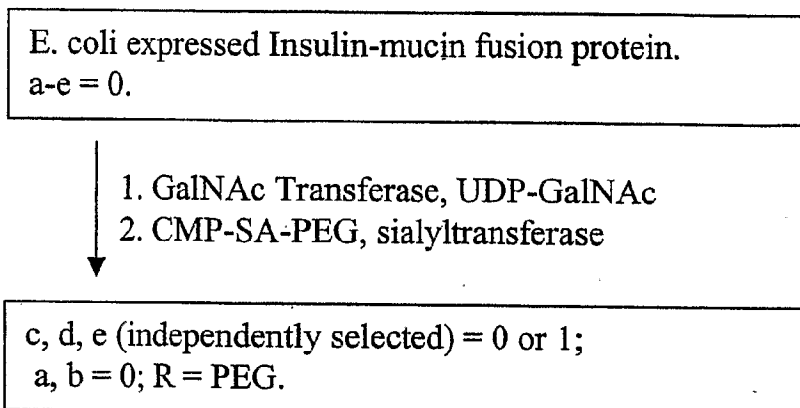 E. coli expressed Insulin-mucin fusion protein.
a-e = 0.
1. GalNAc Transferase, UDP-GalNAc
2. CMP-SA-PEG, sialyltransferase
c, d, e (independently selected) = 0 or 1;
a, b = 0; R = PEG.